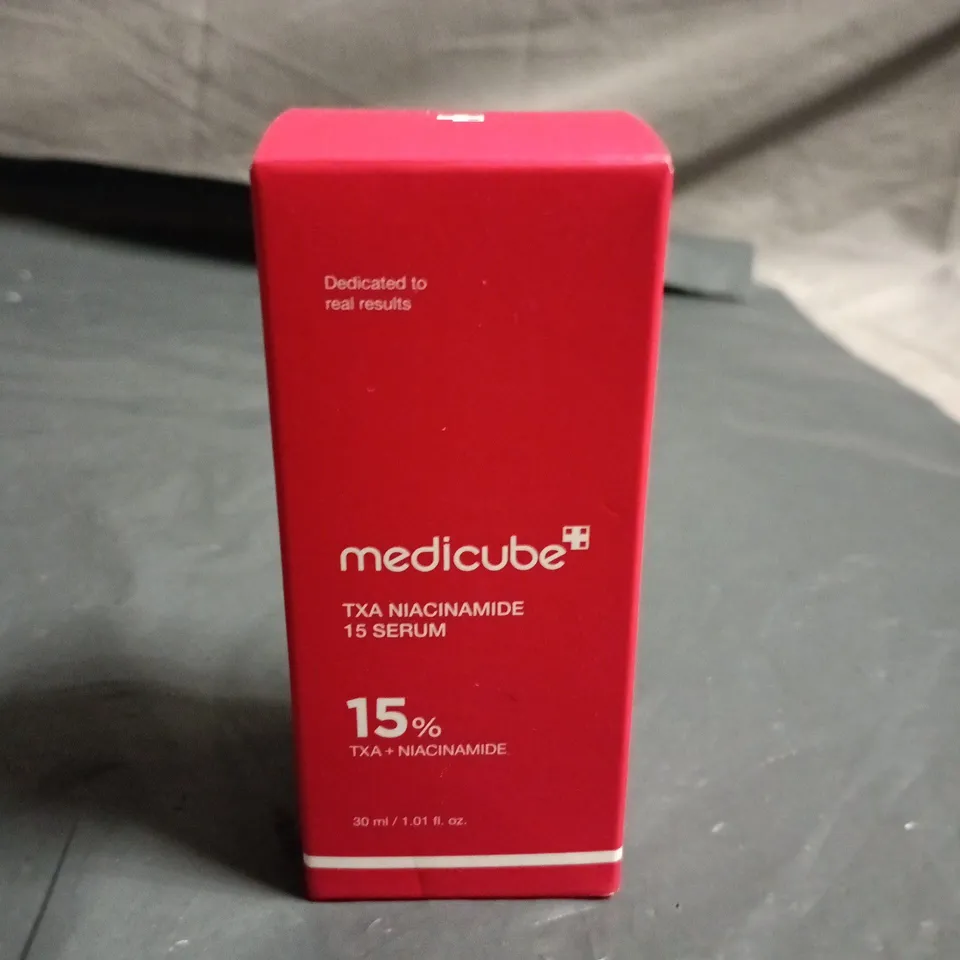 Dedicated to
real results
medicube
TXA NIACINAMIDE
15 SERUM
15%
TXA + NIACINAMIDE
30 ml / 1.01 fl. oz.